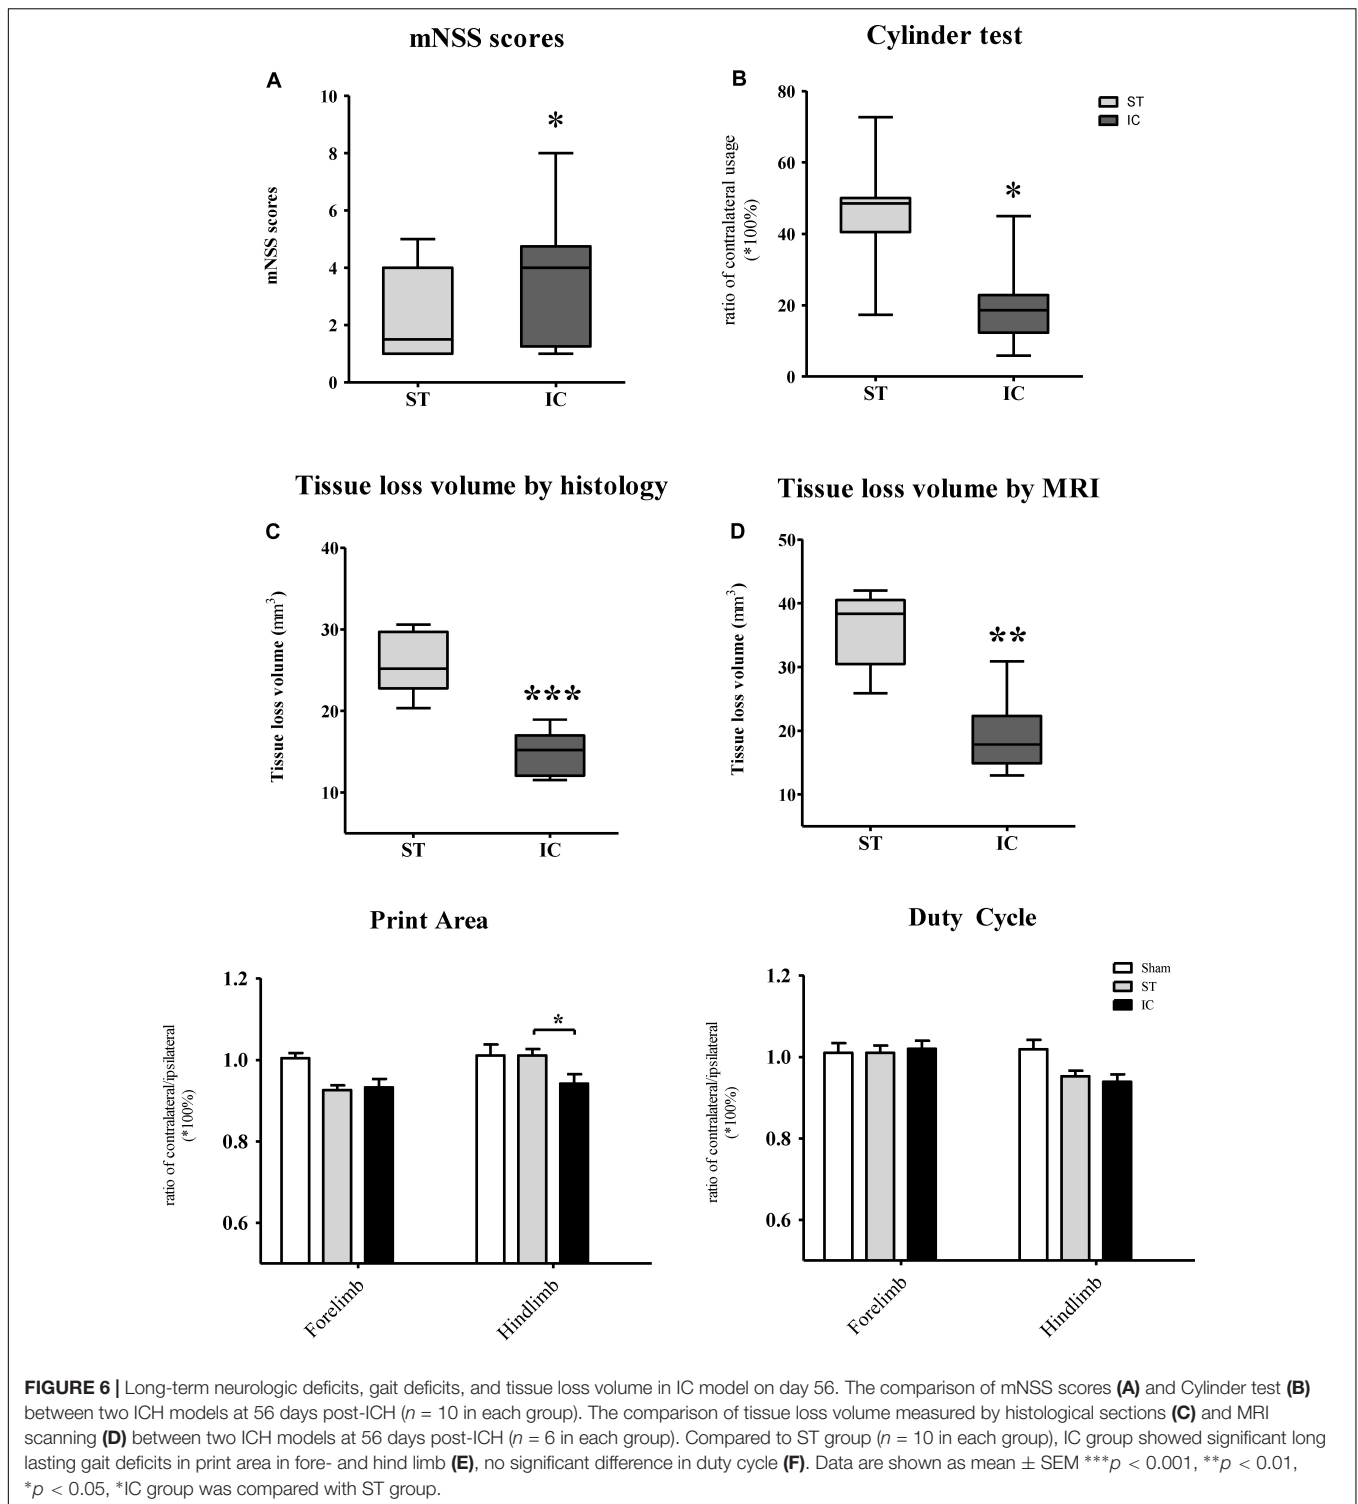 mNSS scores
A
10
8
6
4
2
0
mNSS scores
*
ST
IC
Cylinder test
B
80
60
40
20
0
ratio of contralateral usage
(*100%)
*
ST
IC
ST
IC
Tissue loss volume by histology
C
40
30
20
10
Tissue loss volume (mm³)
***
ST
IC
Tissue loss volume by MRI
D
50
40
30
20
10
Tissue loss volume (mm³)
**
ST
IC
Print Area
1.2
1.0
0.8
0.6
ratio of contralateral/ipsilateral
(*100%)
*
Forelimb
Hindlimb
Duty Cycle
1.2
1.0
0.8
0.6
ratio of contralateral/ipsilateral
(*100%)
Sham
ST
IC
Forelimb
Hindlimb
FIGURE 6 | Long-term neurologic deficits, gait deficits, and tissue loss volume in IC model on day 56. The comparison of mNSS scores (A) and Cylinder test (B)
between two ICH models at 56 days post-ICH (n = 10 in each group). The comparison of tissue loss volume measured by histological sections (C) and MRI
scanning (D) between two ICH models at 56 days post-ICH (n = 6 in each group). Compared to ST group (n = 10 in each group), IC group showed significant long
lasting gait deficits in print area in fore- and hind limb (E), no significant difference in duty cycle (F). Data are shown as mean ± SEM ***p < 0.001, **p < 0.01,
*p < 0.05, *IC group was compared with ST group.